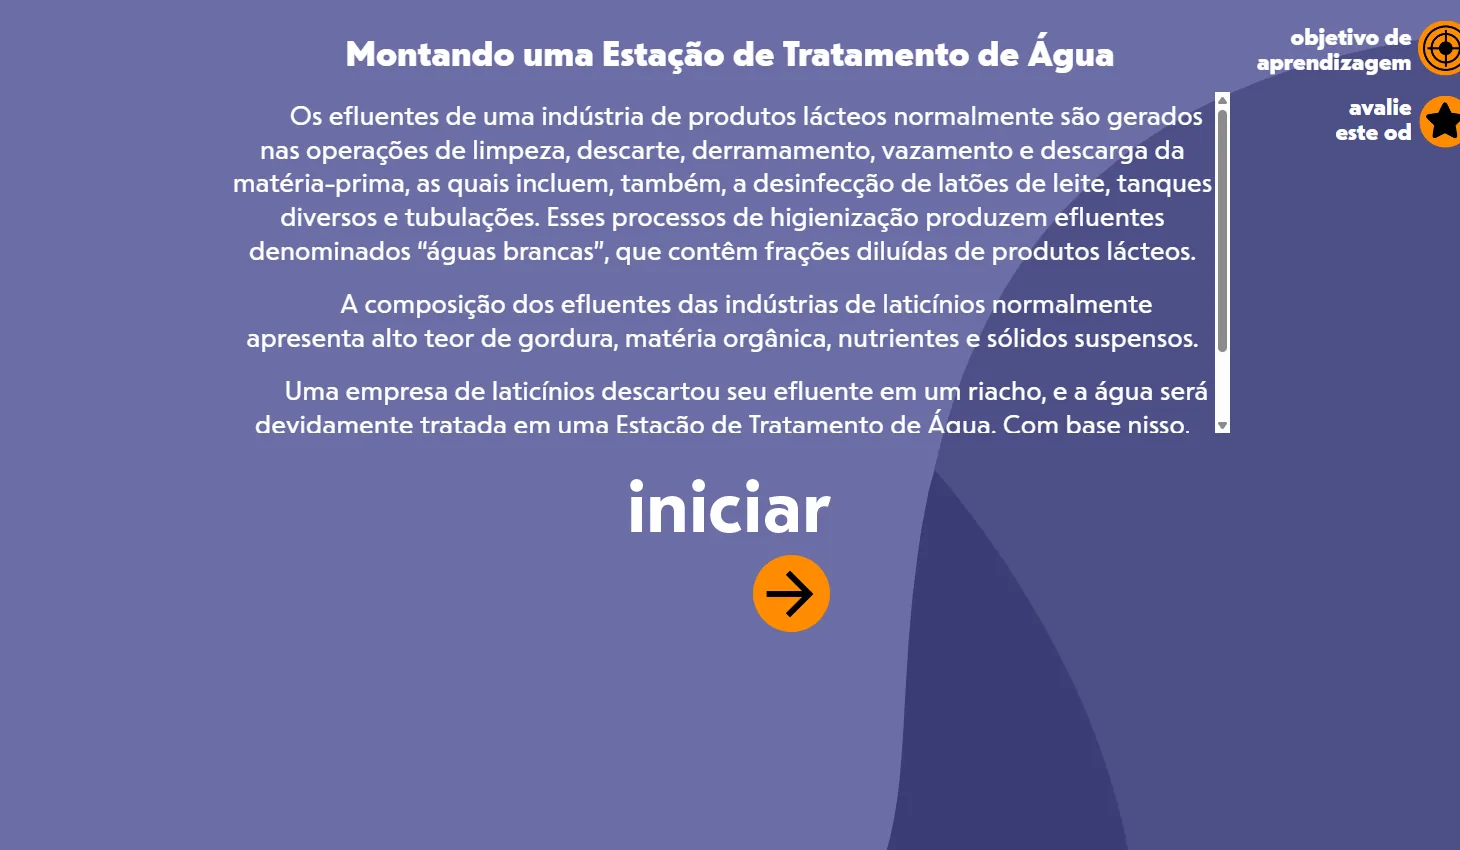 Montando uma Estação de Tratamento de Água
objetivo de
aprendizagem
avalie
este od
Os efluentes de uma indústria de produtos lácteos normalmente são gerados
nas operações de limpeza, descarte, derramamento, vazamento e descarga da
matéria-prima, as quais incluem, também, a desinfecção de latões de leite, tanques
diversos e tubulações. Esses processos de higienização produzem efluentes
denominados “águas brancas”, que contêm frações diluídas de produtos lácteos.
A composição dos efluentes das indústrias de laticínios normalmente
apresenta alto teor de gordura, matéria orgânica, nutrientes e sólidos suspensos.
Uma empresa de laticínios descartou seu efluente em um riacho, e a água será
devidamente tratada em uma Estação de Tratamento de Água. Com base nisso,
iniciar